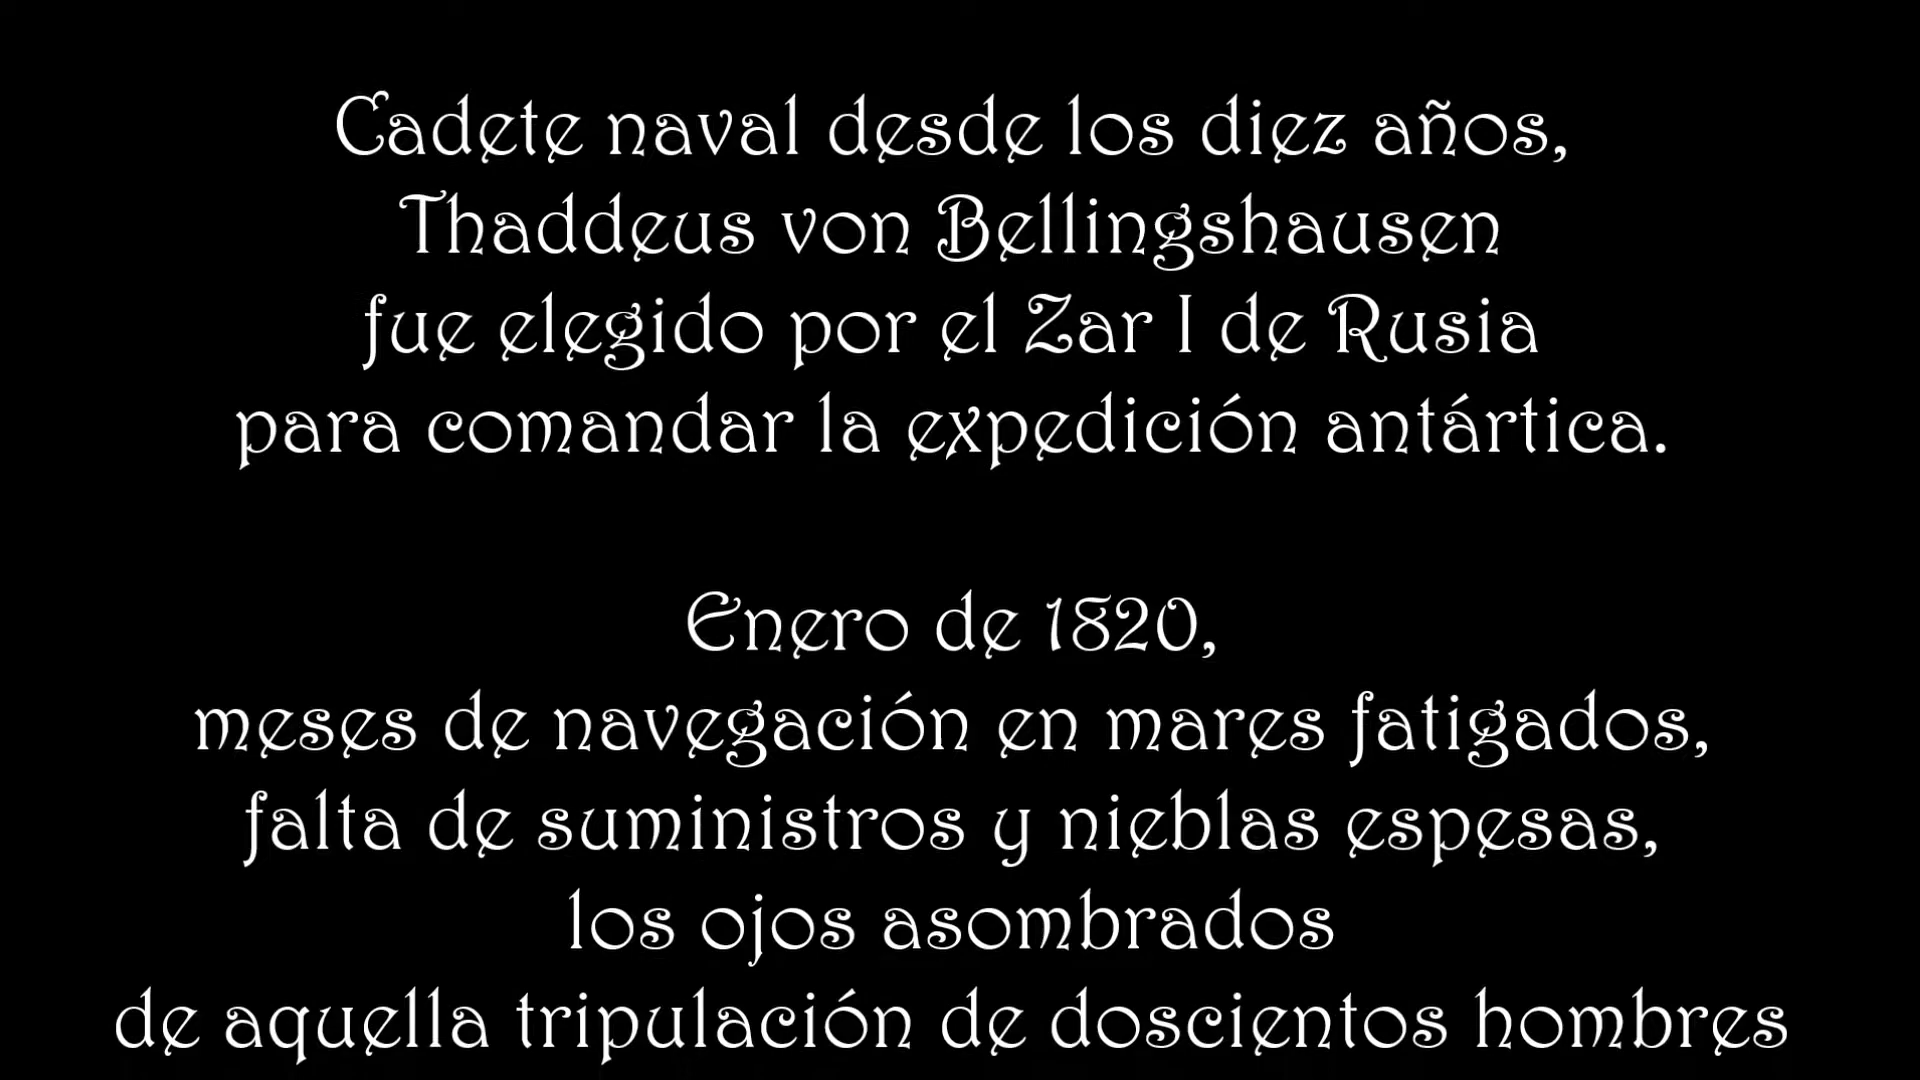 Cadete naval desde los diez años,
Thaddeus von Bellingshausen
fue elegido por el Zar I de Rusia
para comandar la expedición antártica.
Enero de 1820,
meses de navegación en mares fatigados,
falta de suministros y nieblas espesas,
los ojos asombrados
de aquella tripulación de doscientos hombres